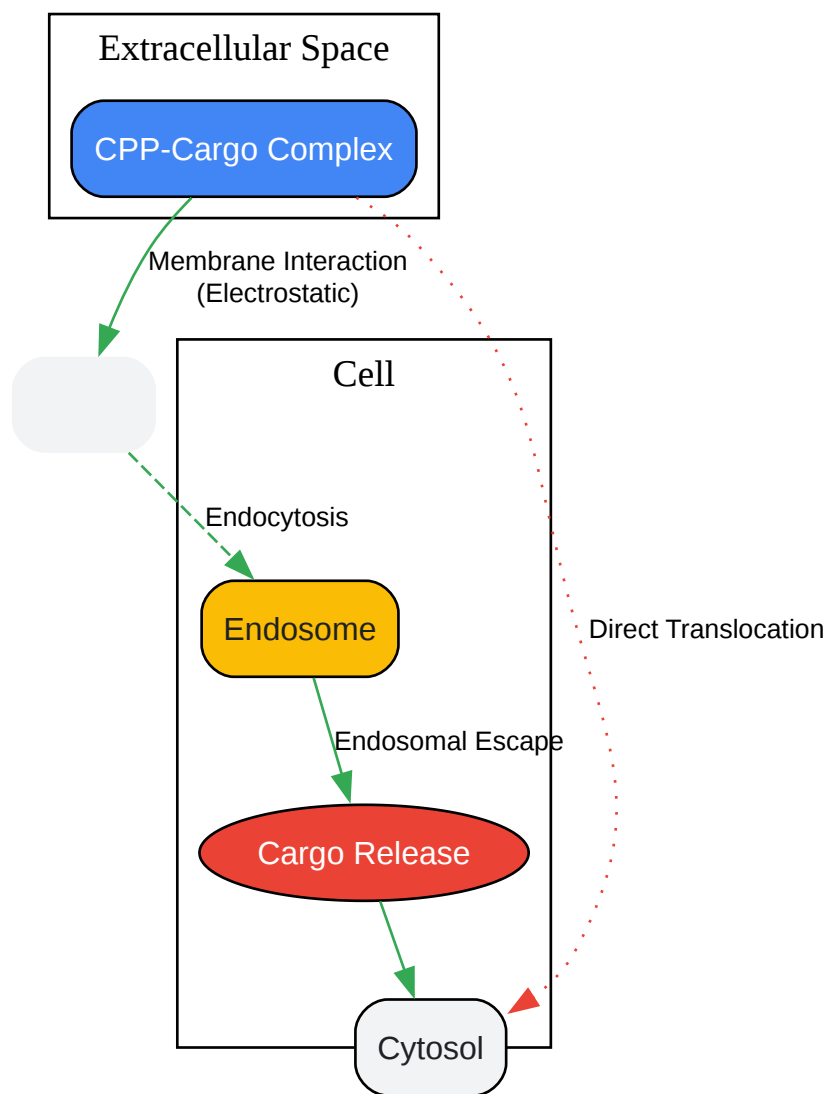 Extracellular Space
CPP-Cargo Complex
Membrane Interaction
(Electrostatic)
Cell
Endocytosis
Endosome
Direct Translocation
Endosomal Escape
Cargo Release
Cytosol